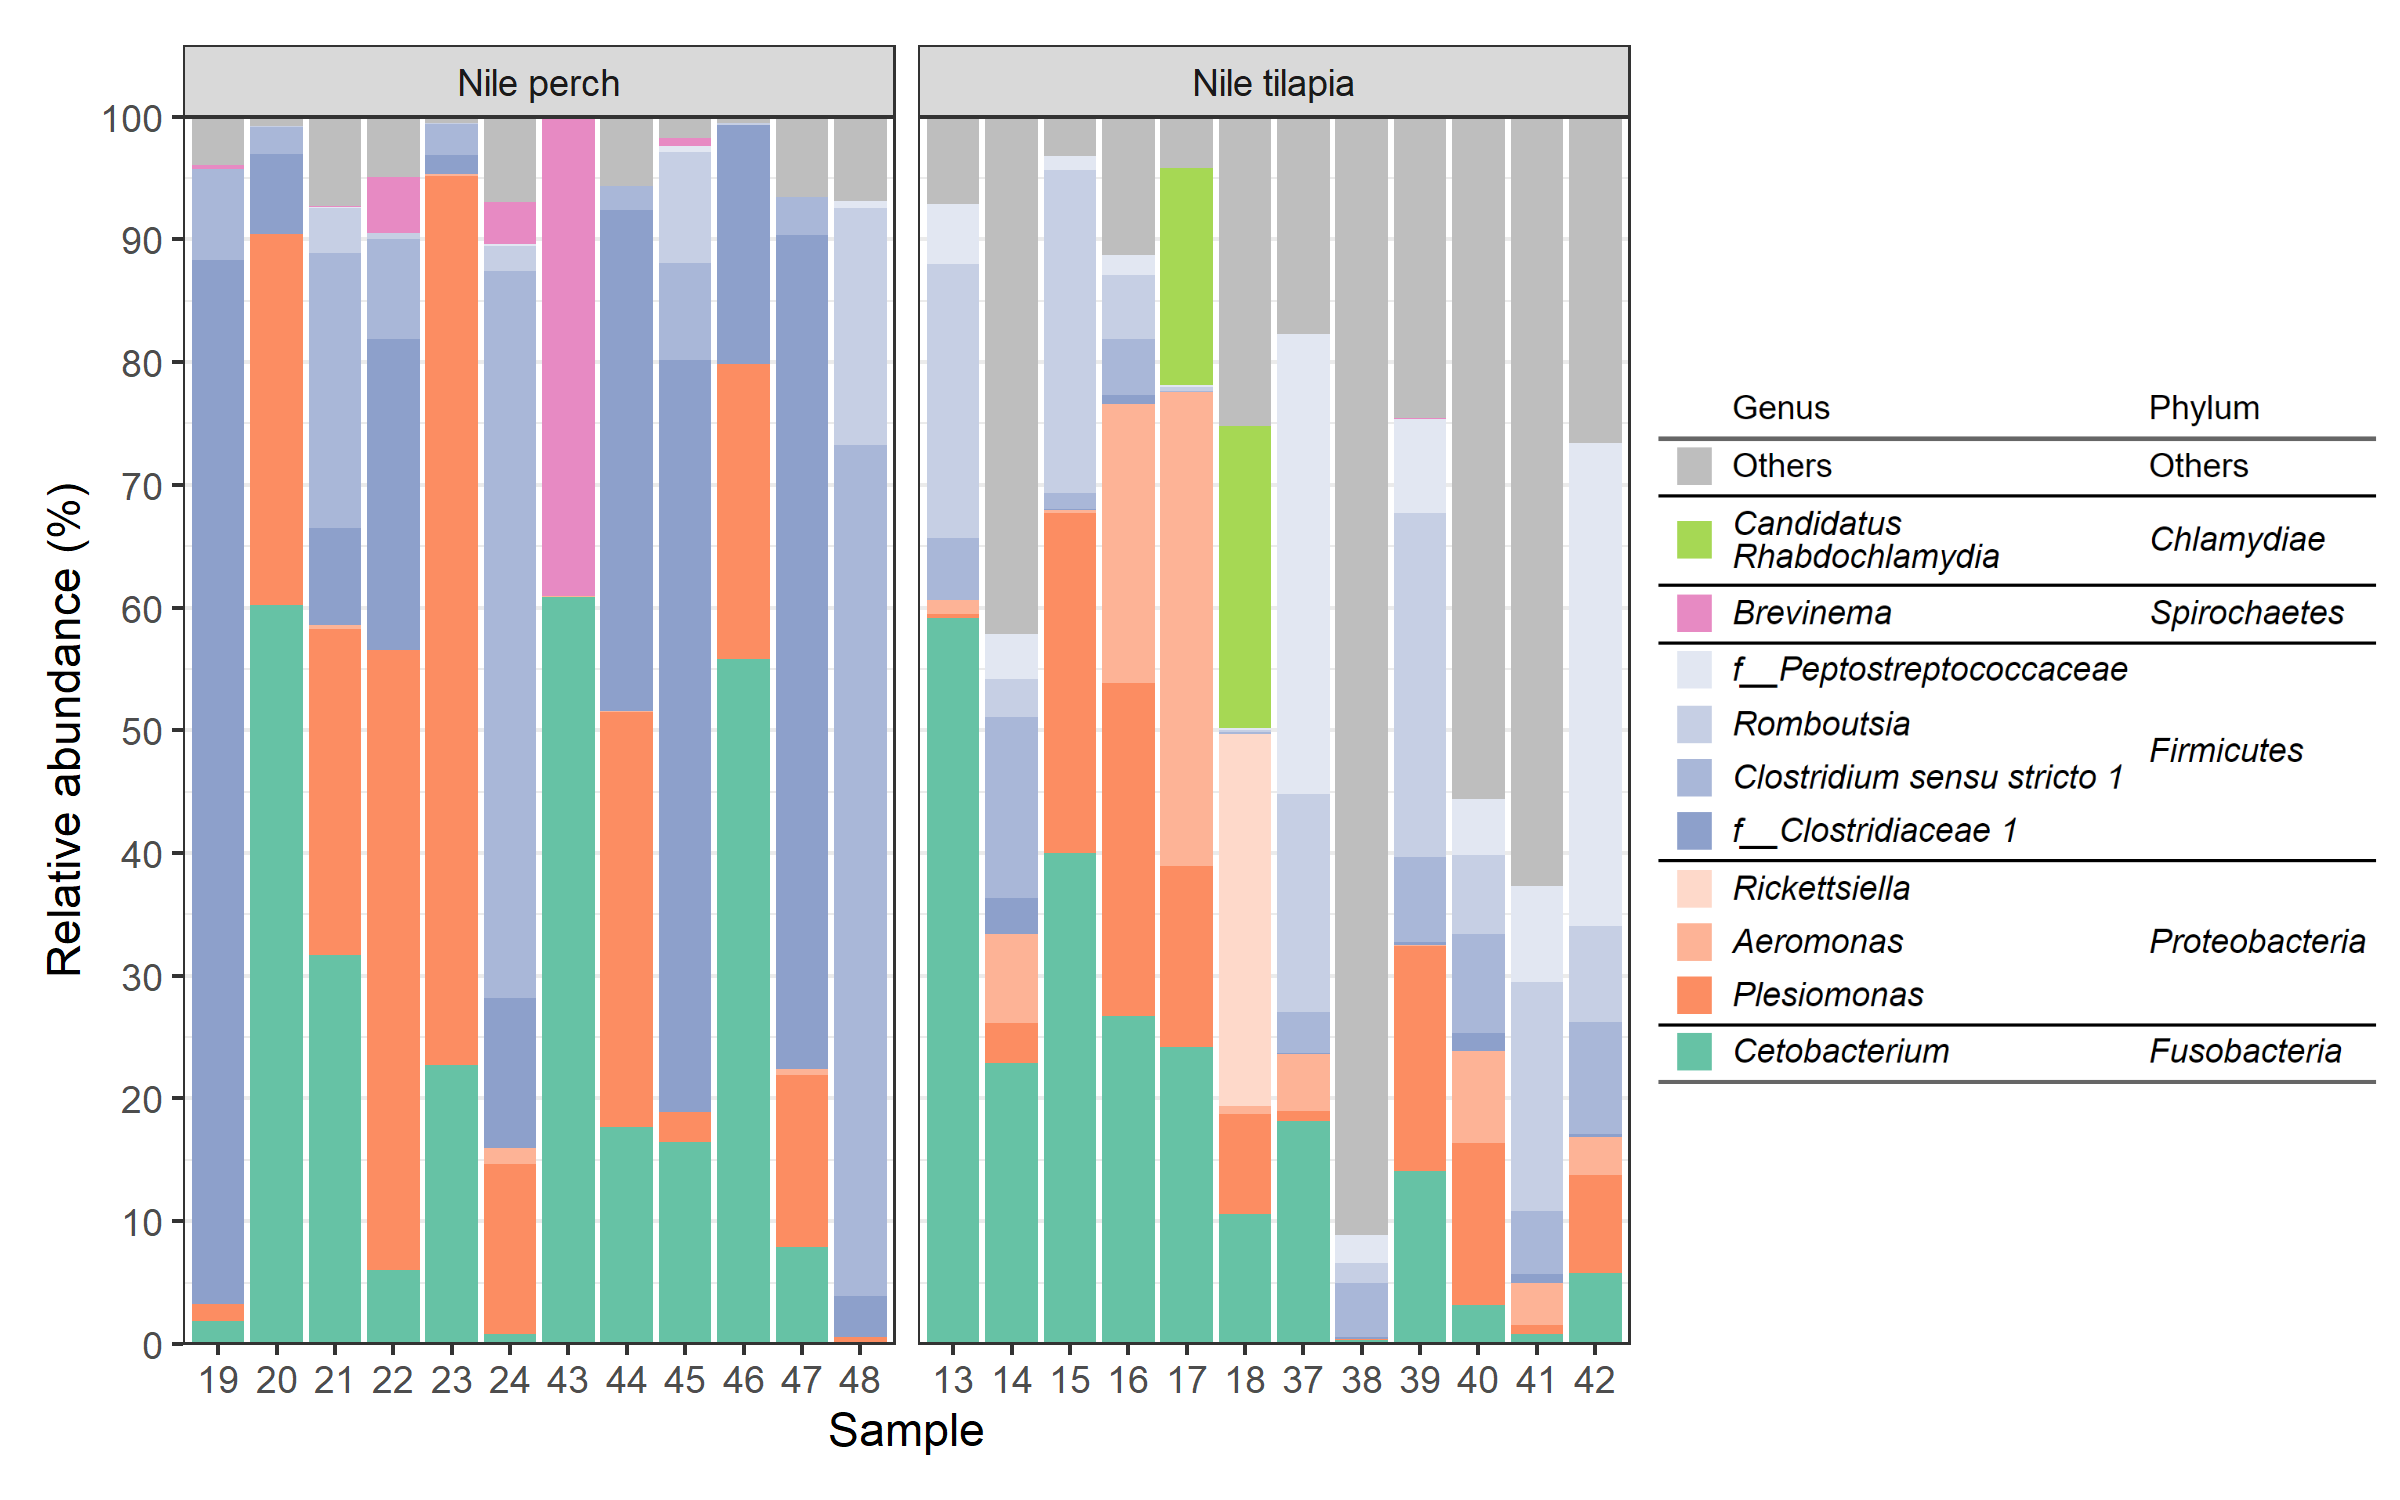 Nile perch Nile tilapia
100
90
80
70
60
50
40
30
20
10
0
Relative abundance (%)
19 20 21 22 23 24 43 44 45 46 47 48 13 14 15 16 17 18 37 38 39 40 41 42
Sample
Genus Phylum
Others Others
Candidatus
Rhabdochlamydia Chlamydiae
Brevinema Spirochaetes
f__Peptostreptococcaceae
Romboutsia
Firmicutes
Clostridium sensu stricto 1
f__Clostridiaceae 1
Rickettsiella
Aeromonas Proteobacteria
Plesiomonas
Cetobacterium Fusobacteria